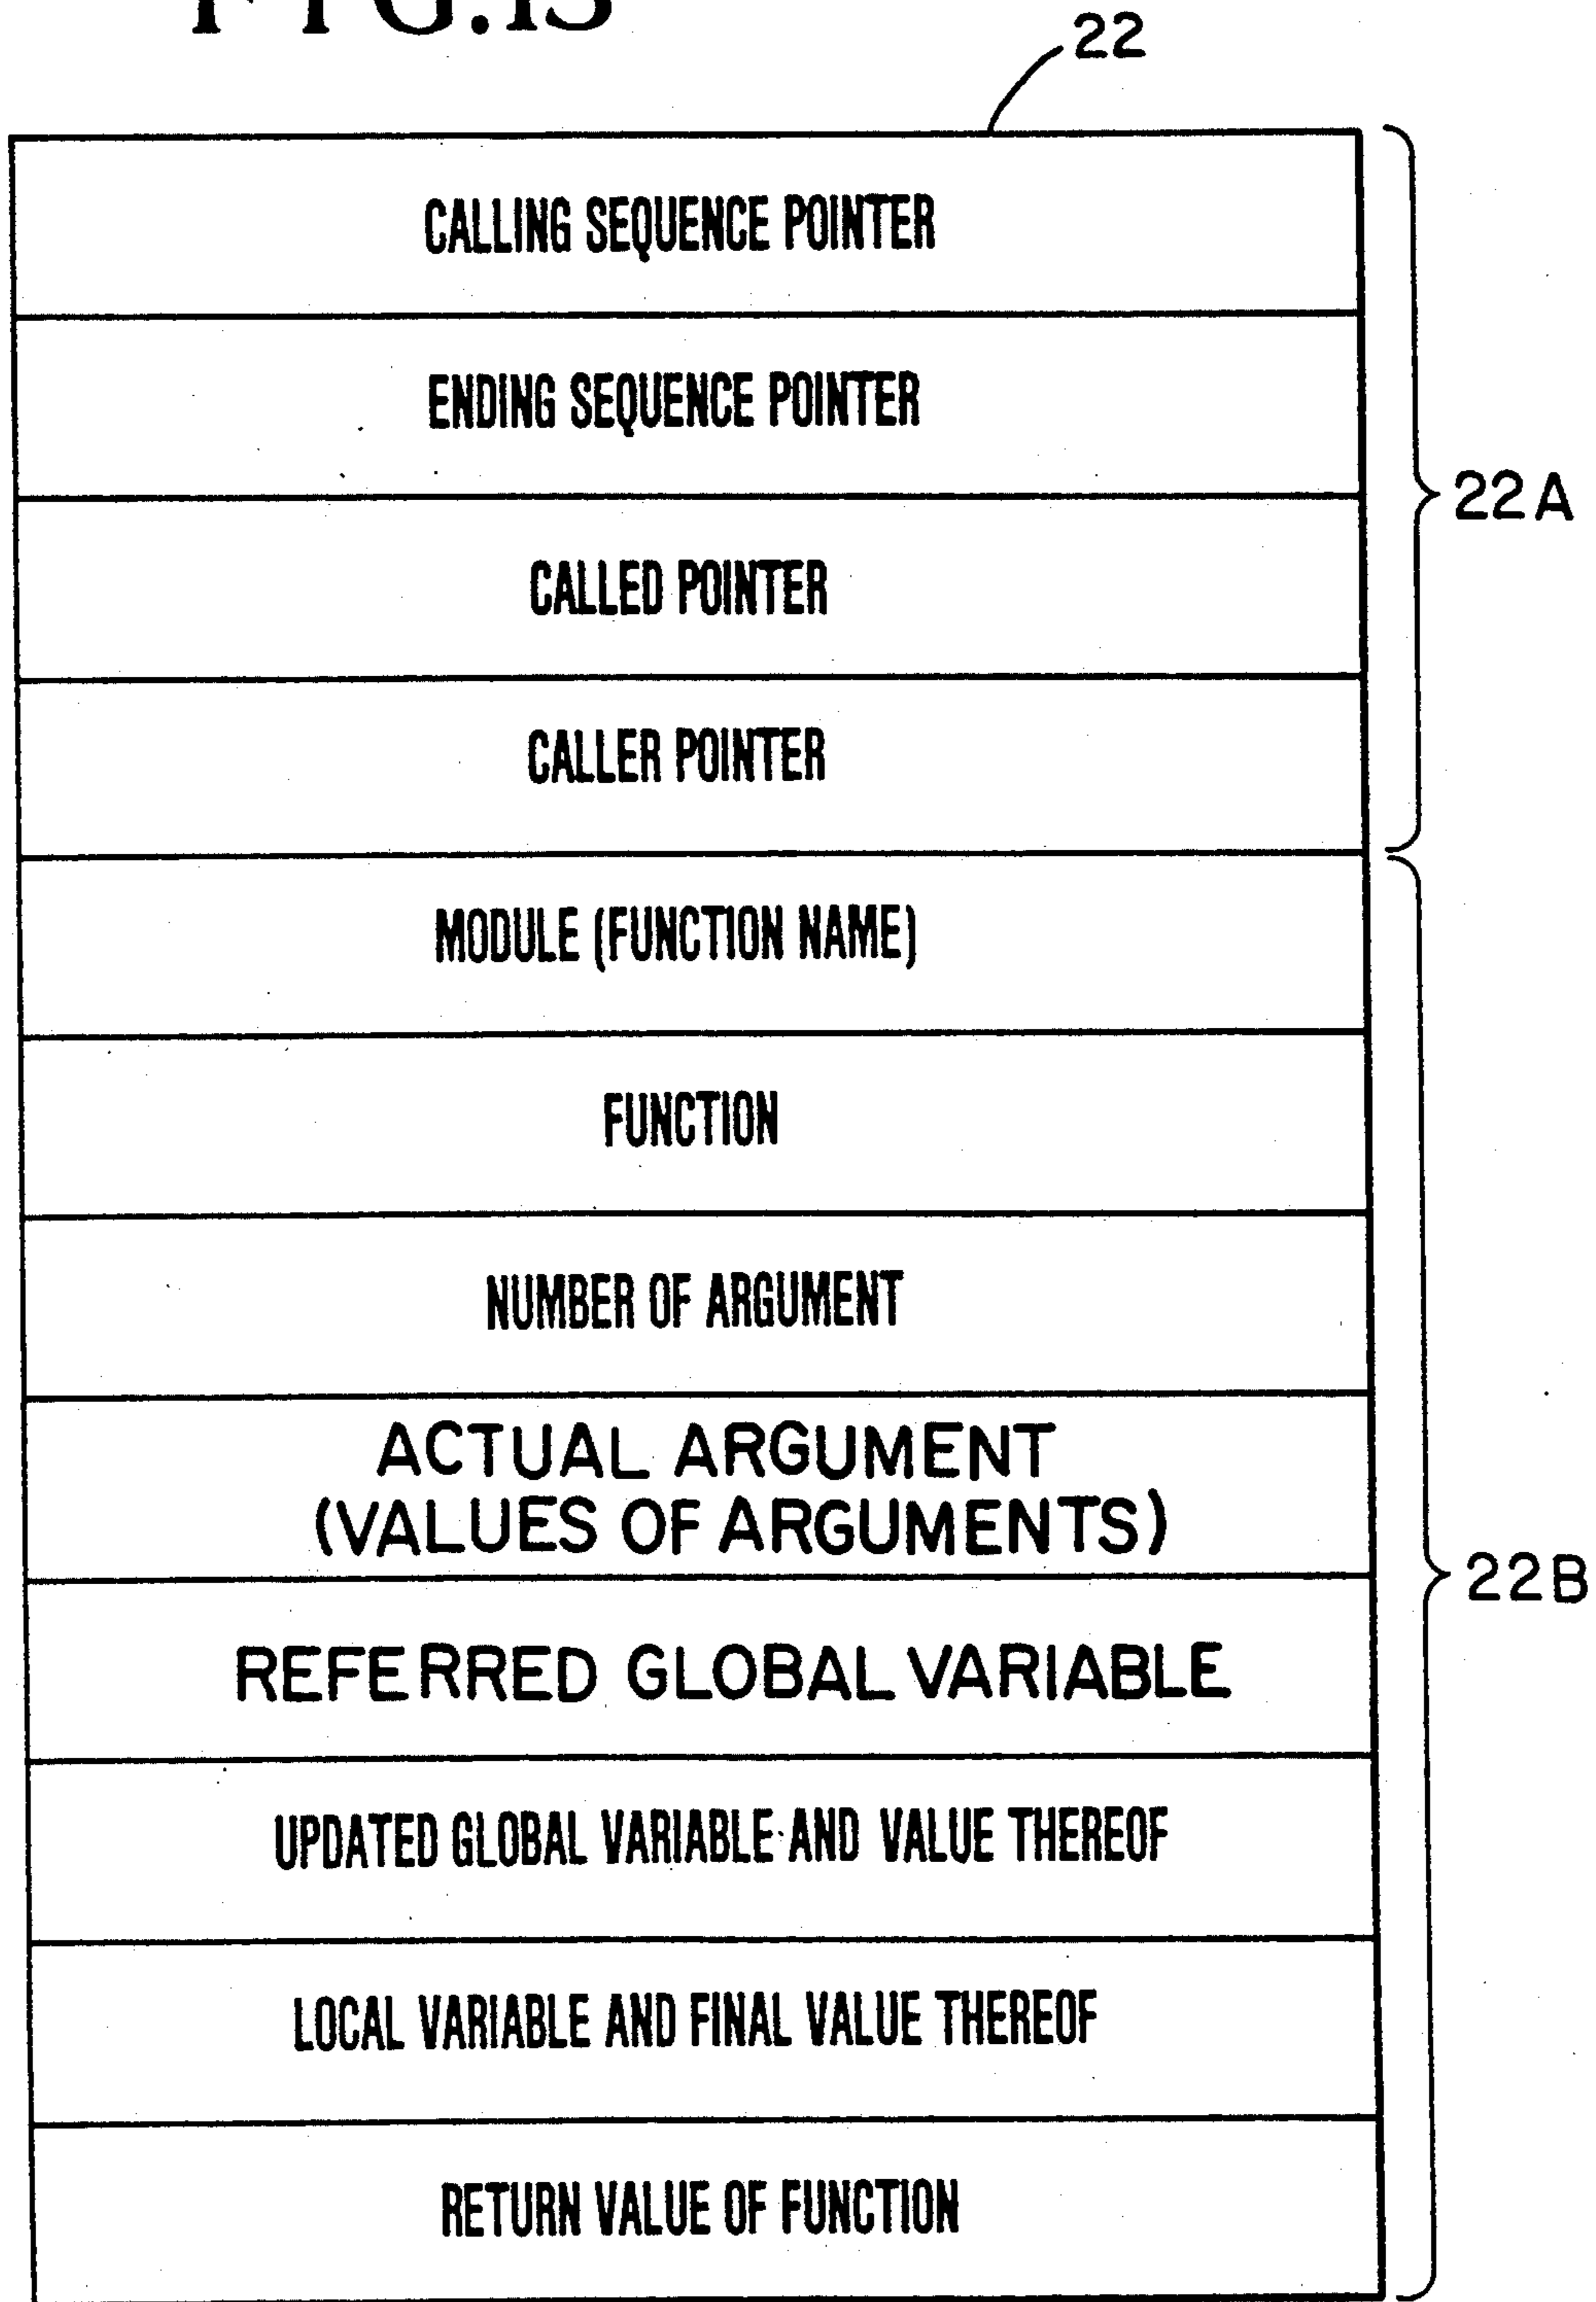 FIG.13
22
CALLING SEQUENCE POINTER
ENDING SEQUENCE POINTER
22A
CALLED POINTER
CALLER POINTER
MODULE (FUNCTION NAME)
FUNCTION
NUMBER OF ARGUMENT
ACTUAL ARGUMENT
(VALUES OF ARGUMENTS)
22B
REFERRED GLOBAL VARIABLE
UPDATED GLOBAL VARIABLE AND VALUE THEREOF
LOCAL VARIABLE AND FINAL VALUE THEREOF
RETURN VALUE OF FUNCTION